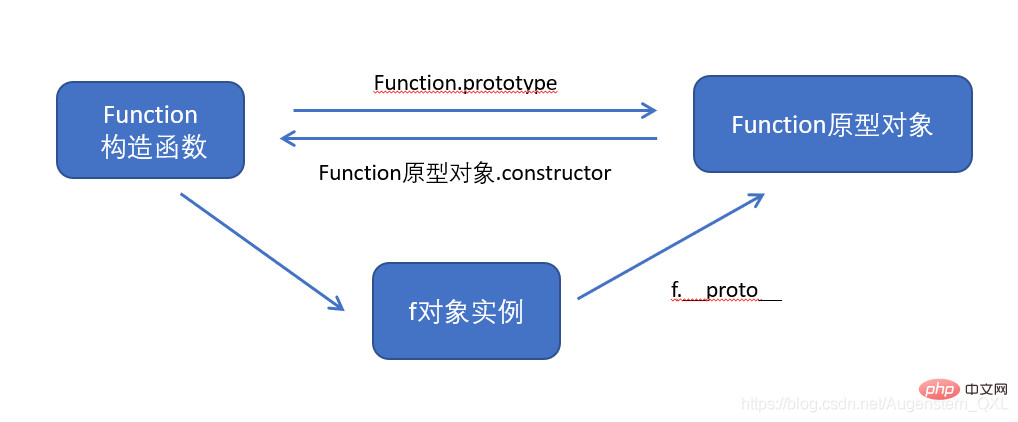 Function.prototype
Function
构造函数
Function原型对象
Function原型对象.constructor
f.__proto__
f对象实例
php 中文网
https://blog.csdn.net/Augenstern_QXL